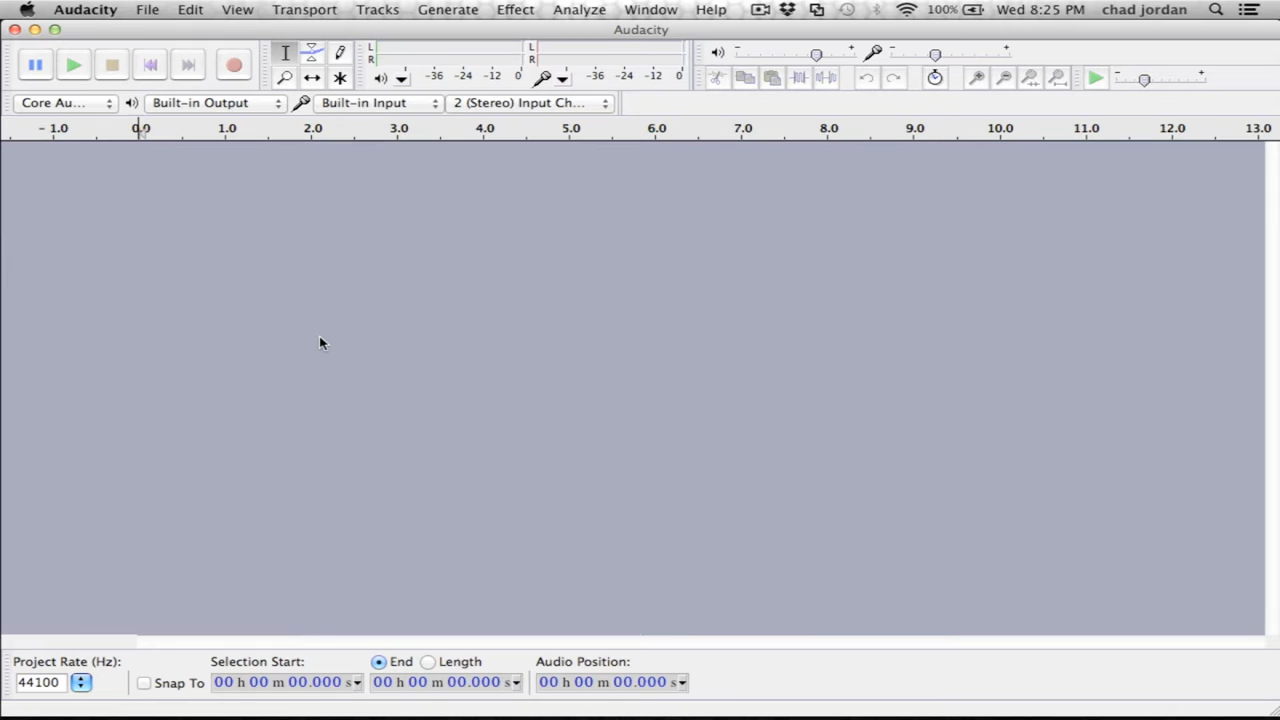 Audacity File Edit View Transport Tracks Generate Effect Analyze Window Help 100% Wed 8:25 PM chad jordan
Audacity
L R L R
-36 -24 -12 0 -36 -24 -12 0
Core Au... Built-in Output Built-in Input 2 (Stereo) Input Ch...
- 1.0 0.0 1.0 2.0 3.0 4.0 5.0 6.0 7.0 8.0 9.0 10.0 11.0 12.0 13.0
Project Rate (Hz): Selection Start: End Length Audio Position:
44100 Snap To 00 h 00 m 00.000 s 00 h 00 m 00.000 s 00 h 00 m 00.000 s